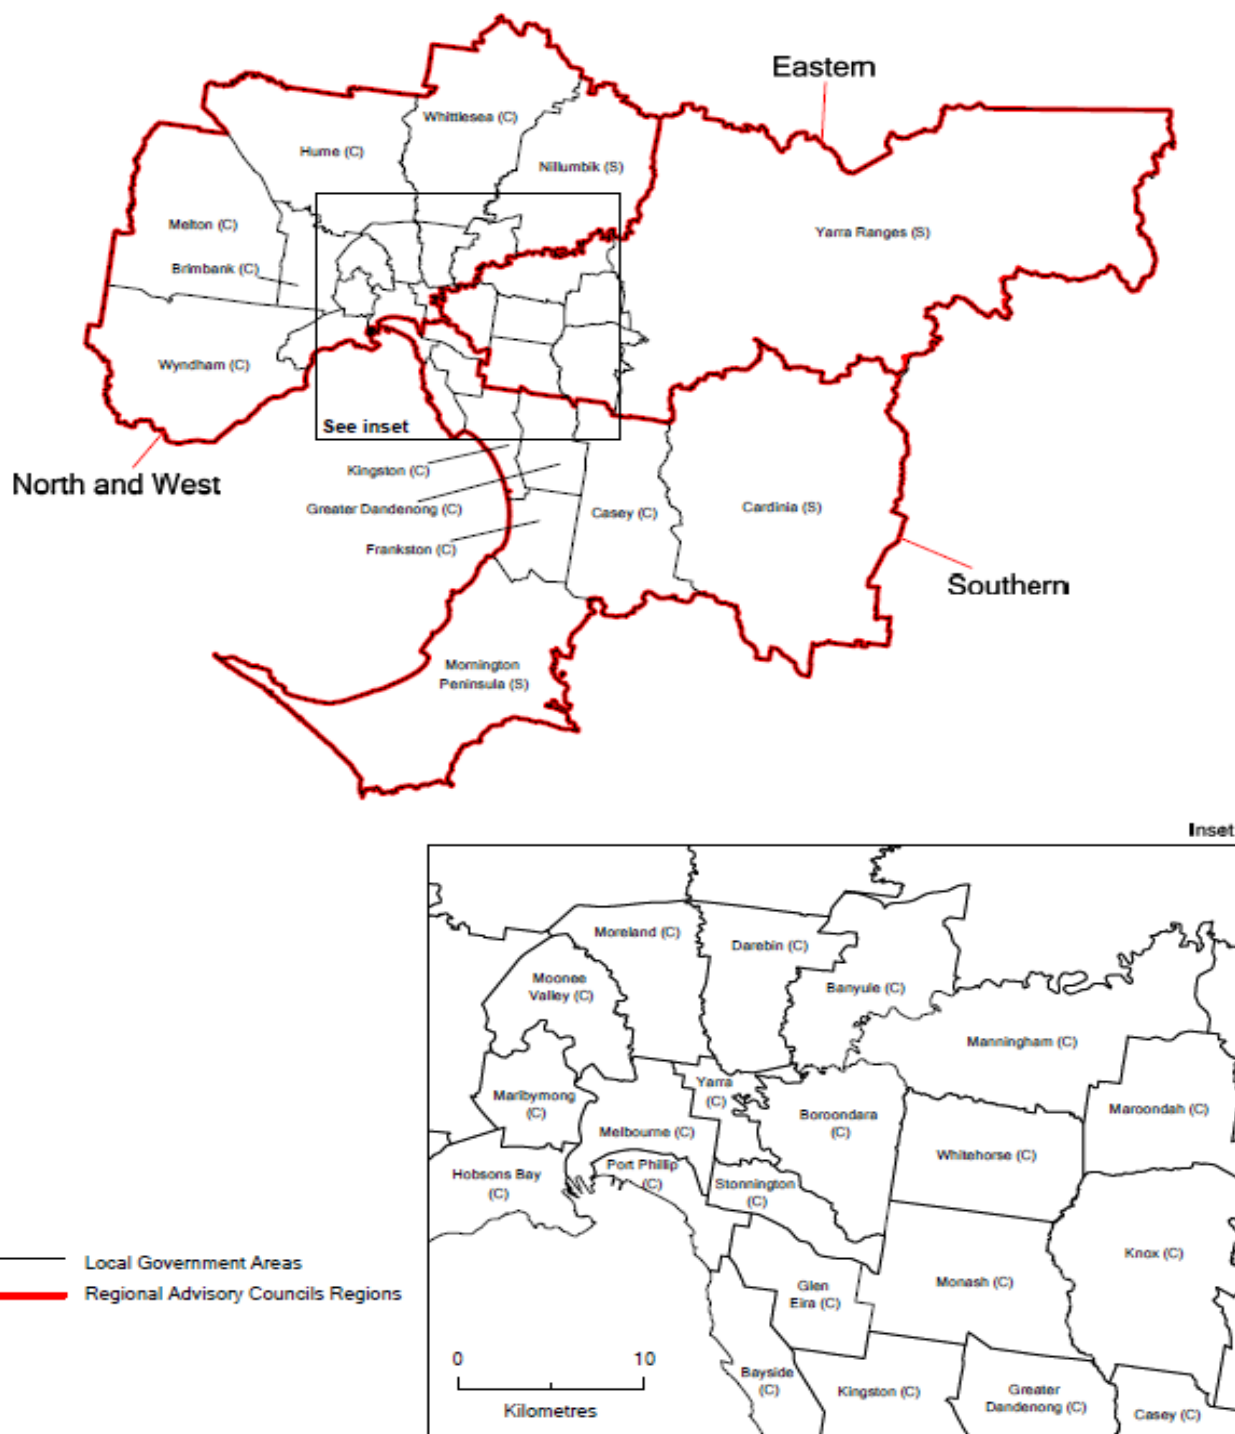 Eastern
Whittlesea (C)
Hume (C)
Nillumbik (S)
Melton (C)
Yarra Ranges (S)
Brimbank (C)
Wyndham (C)
See inset
North and West
Kingston (C)
Greater Dandenong (C)
Casey (C)
Cardinia (S)
Frankston (C)
Southern
Mornington
Peninsula (S)
Inset
Moreland (C)
Darebin (C)
Moonee
Valley (C)
Banyule (C)
Manningham (C)
Yarra
(C)
Maribymong
(C)
Boroondara
(C)
Maroondah (C)
Melbourne (C)
Whitehorse (C)
Port Phillip
(C)
Hobsons Bay
(C)
Stonnington
(C)
Knox (C)
Monash (C)
Glen
Eira (C)
Bayside
(C)
Kingston (C)
Greater
Dandenong (C)
Casey (C)
Local Government Areas
Regional Advisory Councils Regions
0 10
Kilometres